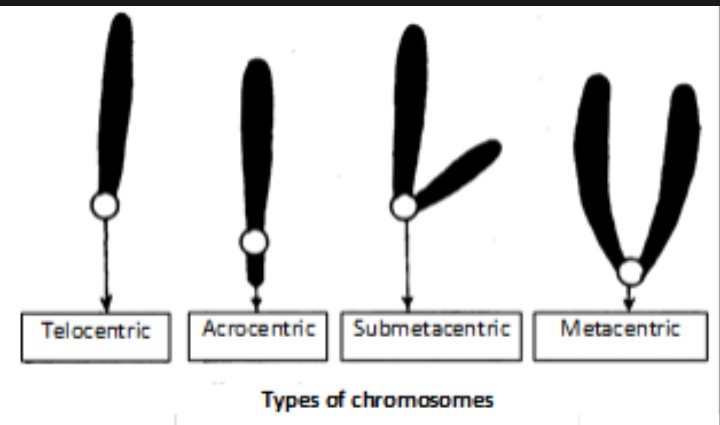 Telocentric
Acrocentric
Submetacentric
Metacentric
Types of chromosomes